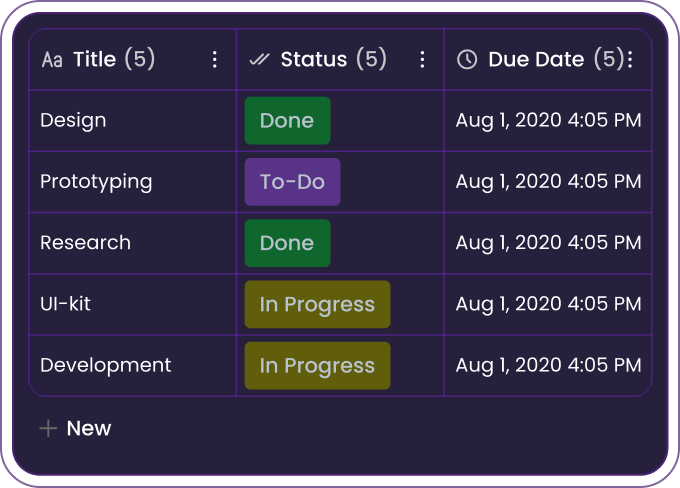 Aa Title (5) Status (5) Due Date (5)
Design Done Aug 1, 2020 4:05 PM
Prototyping To-Do Aug 1, 2020 4:05 PM
Research Done Aug 1, 2020 4:05 PM
UI-kit In Progress Aug 1, 2020 4:05 PM
Development In Progress Aug 1, 2020 4:05 PM
New